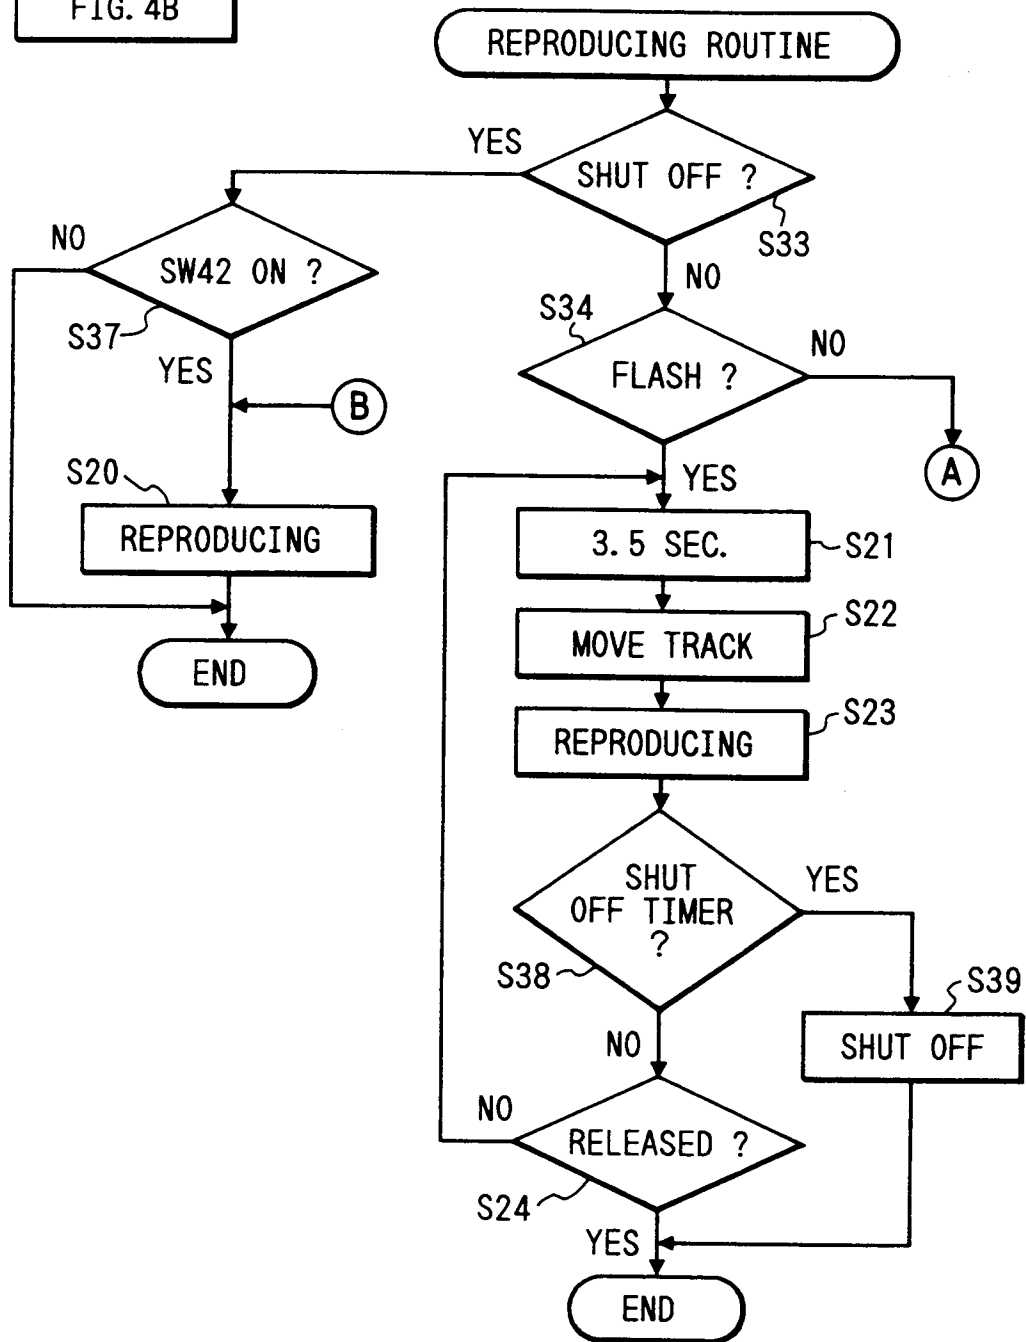 FIG. 4B
REPRODUCING ROUTINE
YES
SHUT OFF ?
S33
NO
SW42 ON ?
S37
NO
S34
FLASH ?
NO
YES
B
A
YES
S20
REPRODUCING
3.5 SEC.
S21
MOVE TRACK
S22
END
REPRODUCING
S23
SHUT
OFF TIMER
?
YES
S38
S39
NO
SHUT OFF
NO
RELEASED ?
S24
YES
END